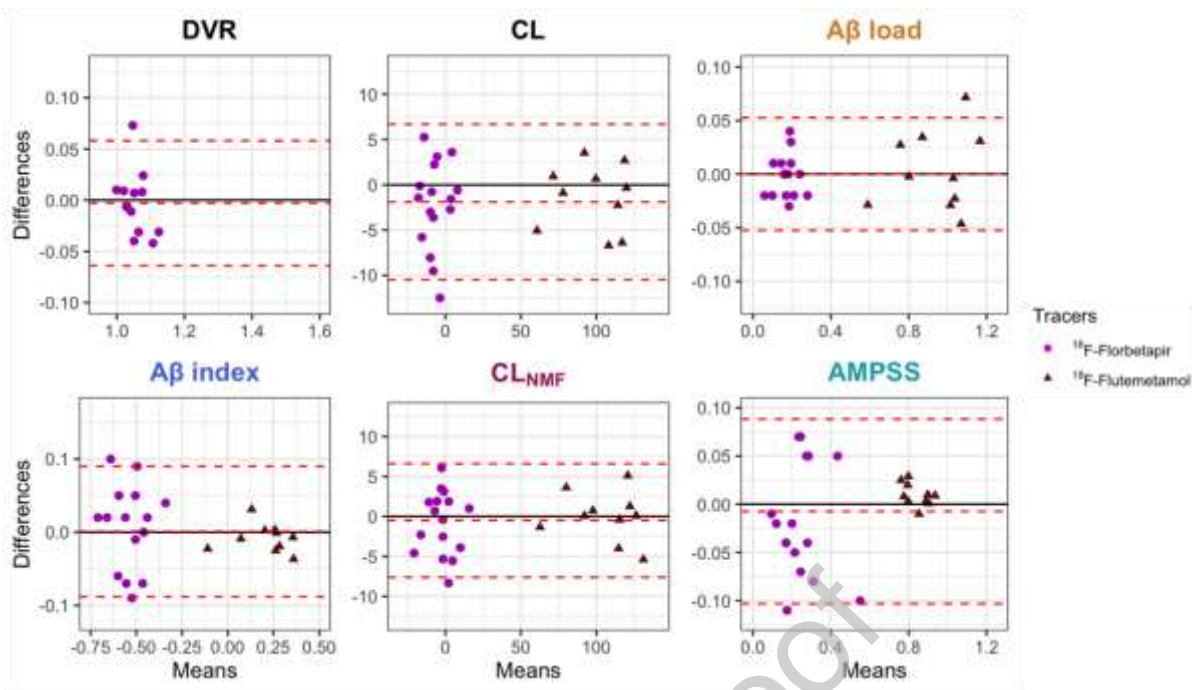 DVR CL Aβ load
0.10
0.05
0.00
-0.05
-0.10
10
5
0
-5
-10
0.10
0.05
0.00
-0.05
-0.10
Differences
1.0 1.2 1.4 1.6
0 50 100
0.0 0.4 0.8 1.2
Tracers
18F-Florbetapir
18F-Flutemetamol
Aβ index CLNMF AMPSS
0.1
0.0
-0.1
10
5
0
-5
-10
0.10
0.05
0.00
-0.05
-0.10
Differences
-0.75 -0.50 -0.25 0.00 0.25 0.50
0 50 100
0.0 0.4 0.8 1.2
Means Means Means